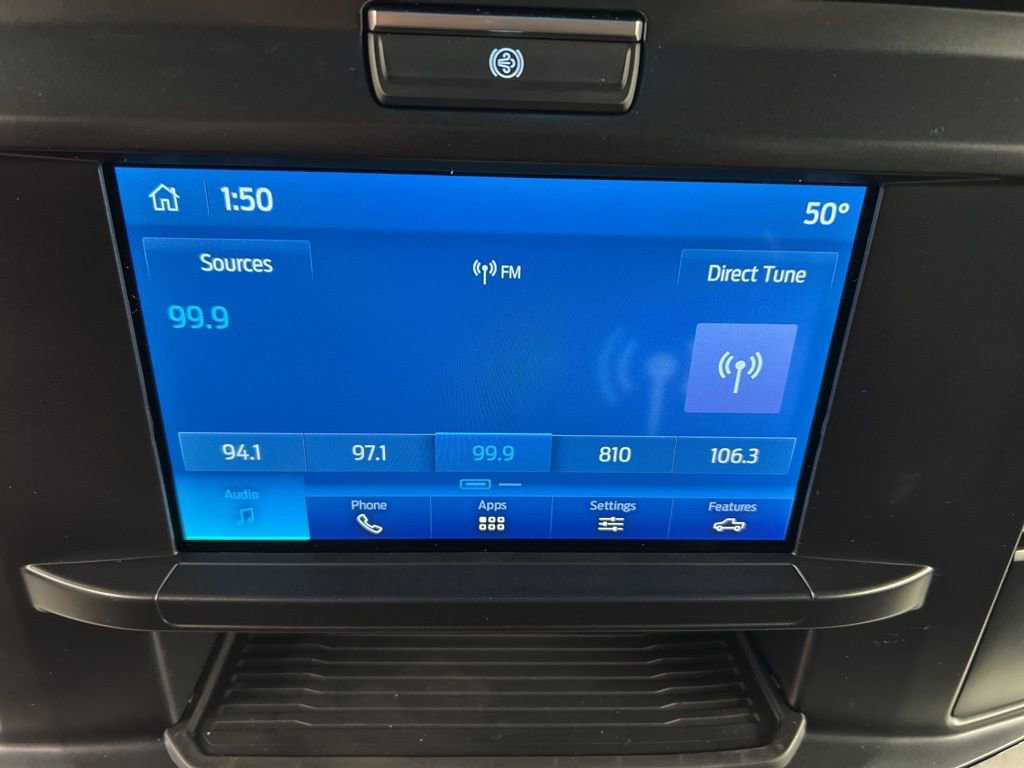 1:50 50°
Sources FM Direct Tune
99.9
94.1 97.1 99.9 810 106.3
Audio Phone Apps Settings Features